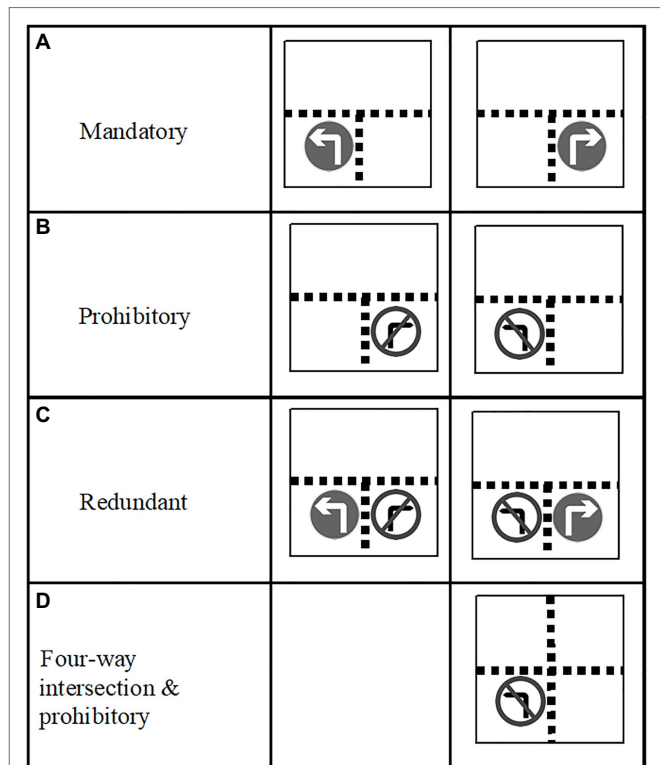 A
Mandatory
B
Prohibitory
C
Redundant
D
Four-way
intersection &
prohibitory